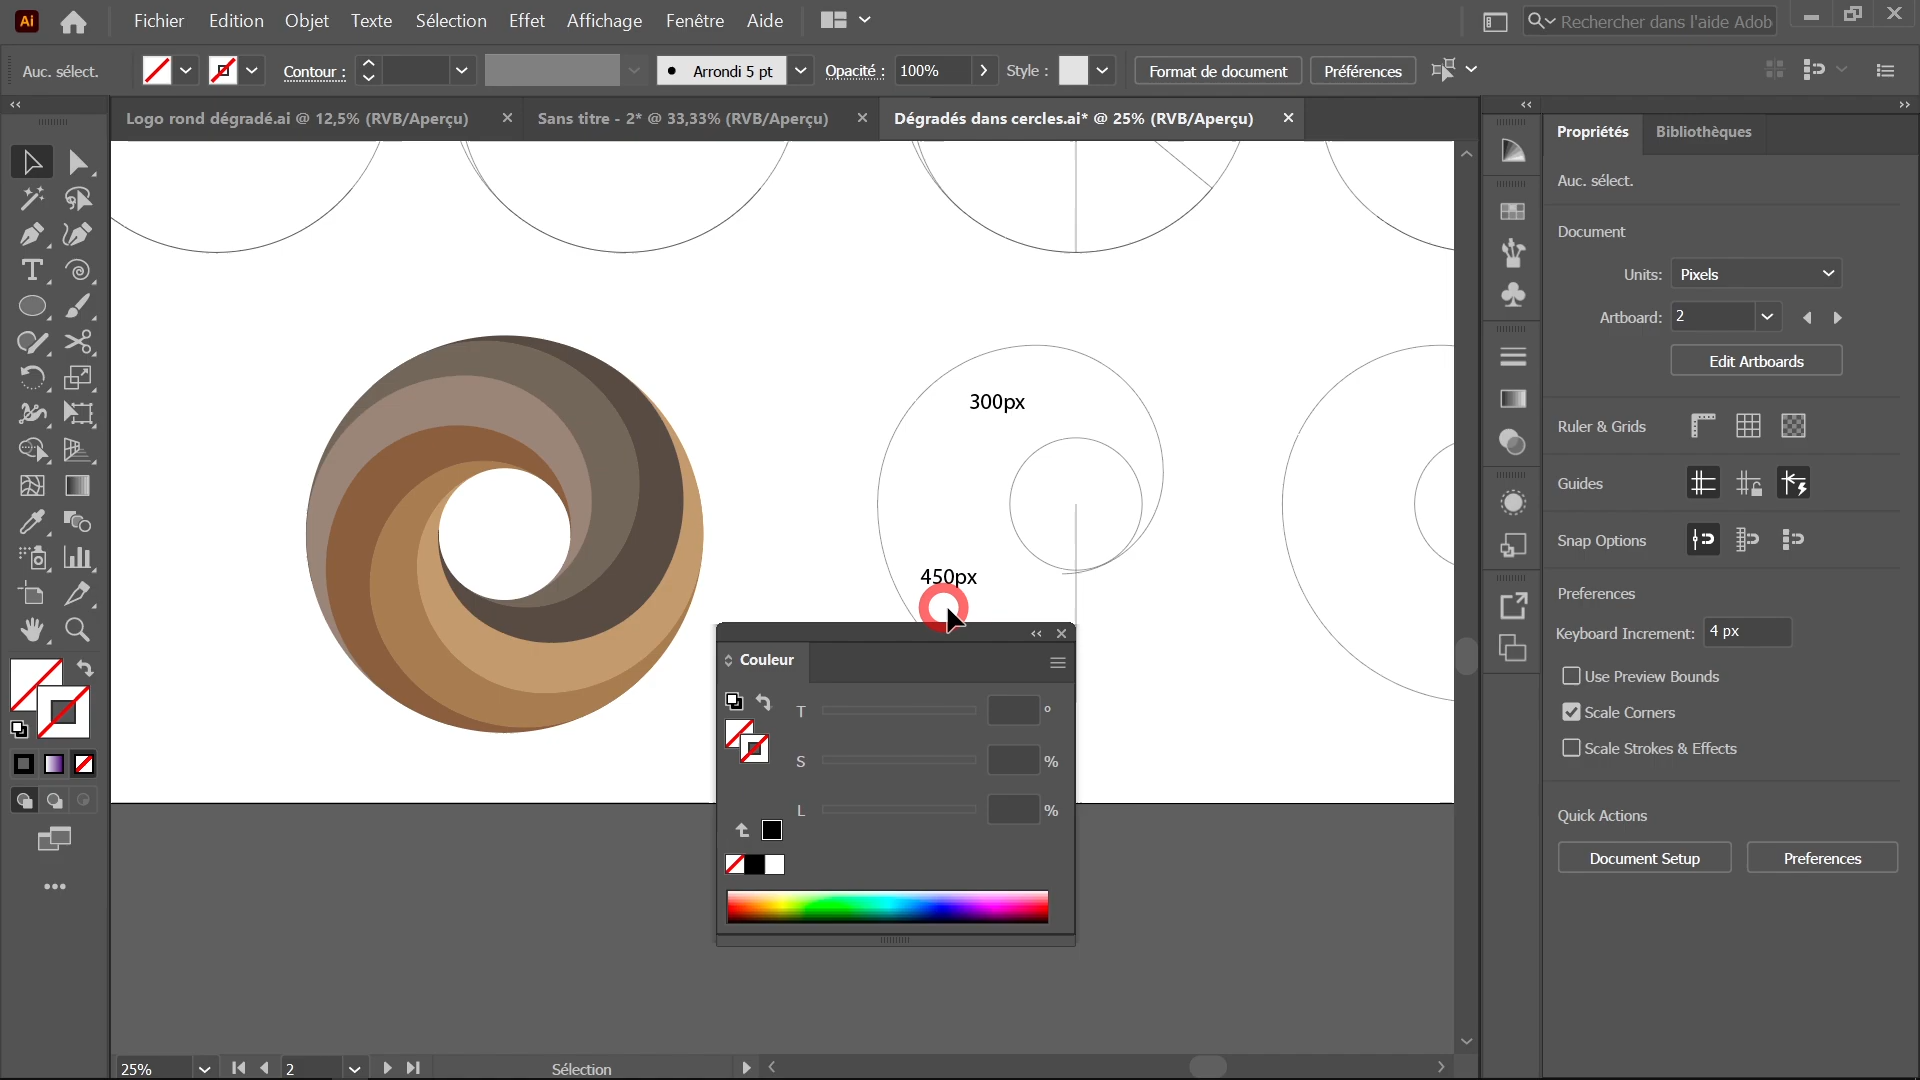 Ai Fichier Edition Objet Texte Sélection Effet Affichage Fenêtre Aide Rechercher dans l'aide Adob
Auc. sélect. Contour : Arrondi 5 pt Opacité : 100% Style : Format de document Préférences
Logo rond dégradé.ai @ 12,5% (RVB/Aperçu) Sans titre - 2* @ 33,33% (RVB/Aperçu) Dégradés dans cercles.ai* @ 25% (RVB/Aperçu)
Propriétés Bibliothèques
Auc. sélect.
Document
Units: Pixels
Artboard: 2
Edit Artboards
Ruler & Grids
Guides
Snap Options
Preferences
Keyboard Increment: 4 px
Use Preview Bounds
Scale Corners
Scale Strokes & Effects
Quick Actions
Document Setup Preferences
300px
450px
Couleur
T °
S %
L %
25% 2 Sélection